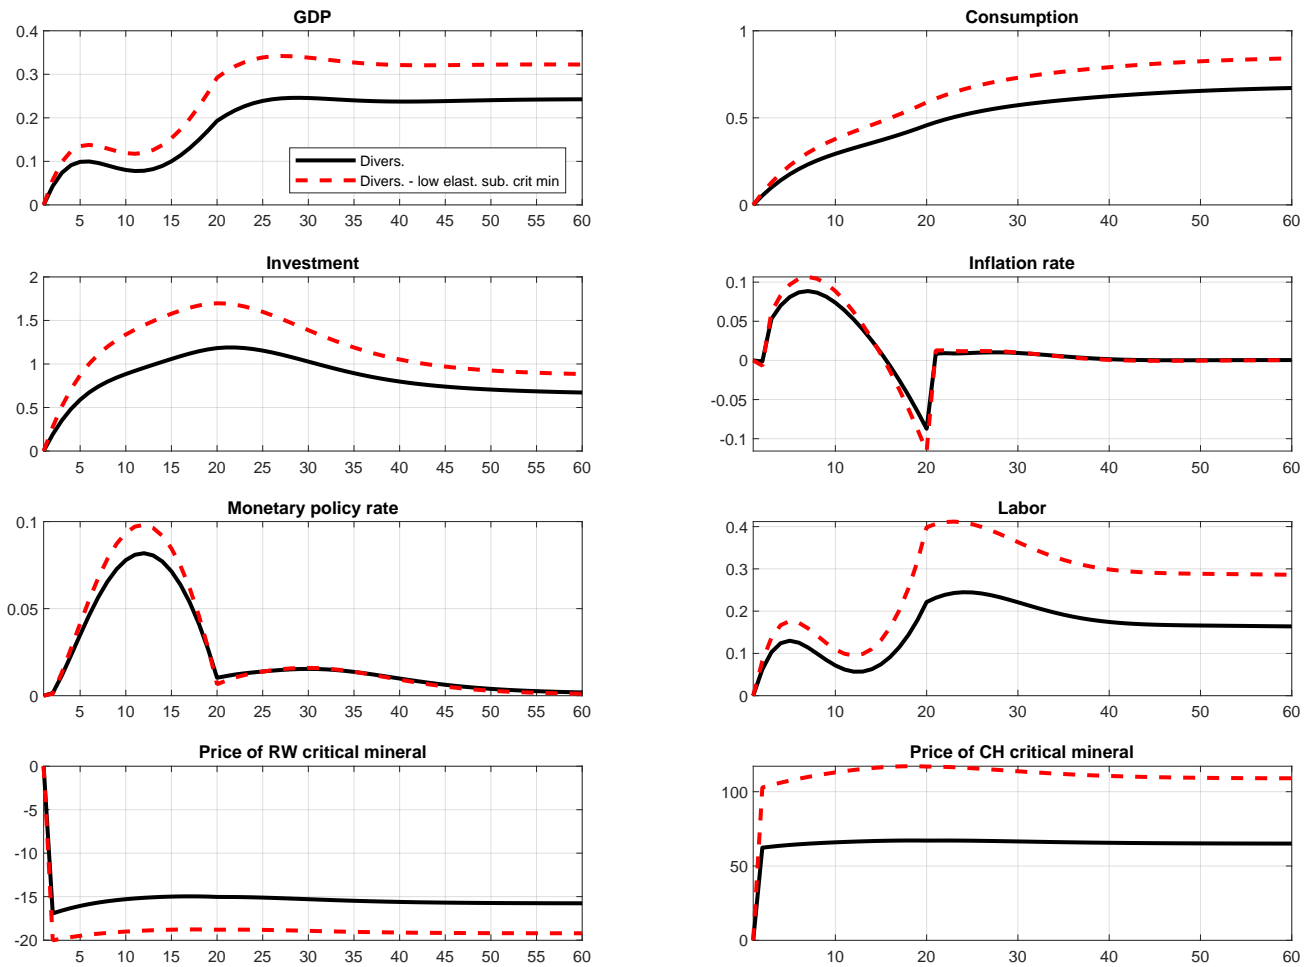 GDP
0.4
0.3
0.2
0.1
0
5 10 15 20 25 30 35 40 45 50 55 60
Divers.
Divers. - low elast. sub. crit min
Consumption
1
0.5
0
10 20 30 40 50 60
Investment
2
1.5
1
0.5
0
5 10 15 20 25 30 35 40 45 50 55 60
Inflation rate
0.1
0.05
0
-0.05
-0.1
10 20 30 40 50 60
Monetary policy rate
0.1
0.05
0
5 10 15 20 25 30 35 40 45 50 55 60
Labor
0.4
0.3
0.2
0.1
0
10 20 30 40 50 60
Price of RW critical mineral
0
-5
-10
-15
-20
5 10 15 20 25 30 35 40 45 50 55 60
Price of CH critical mineral
100
50
0
10 20 30 40 50 60